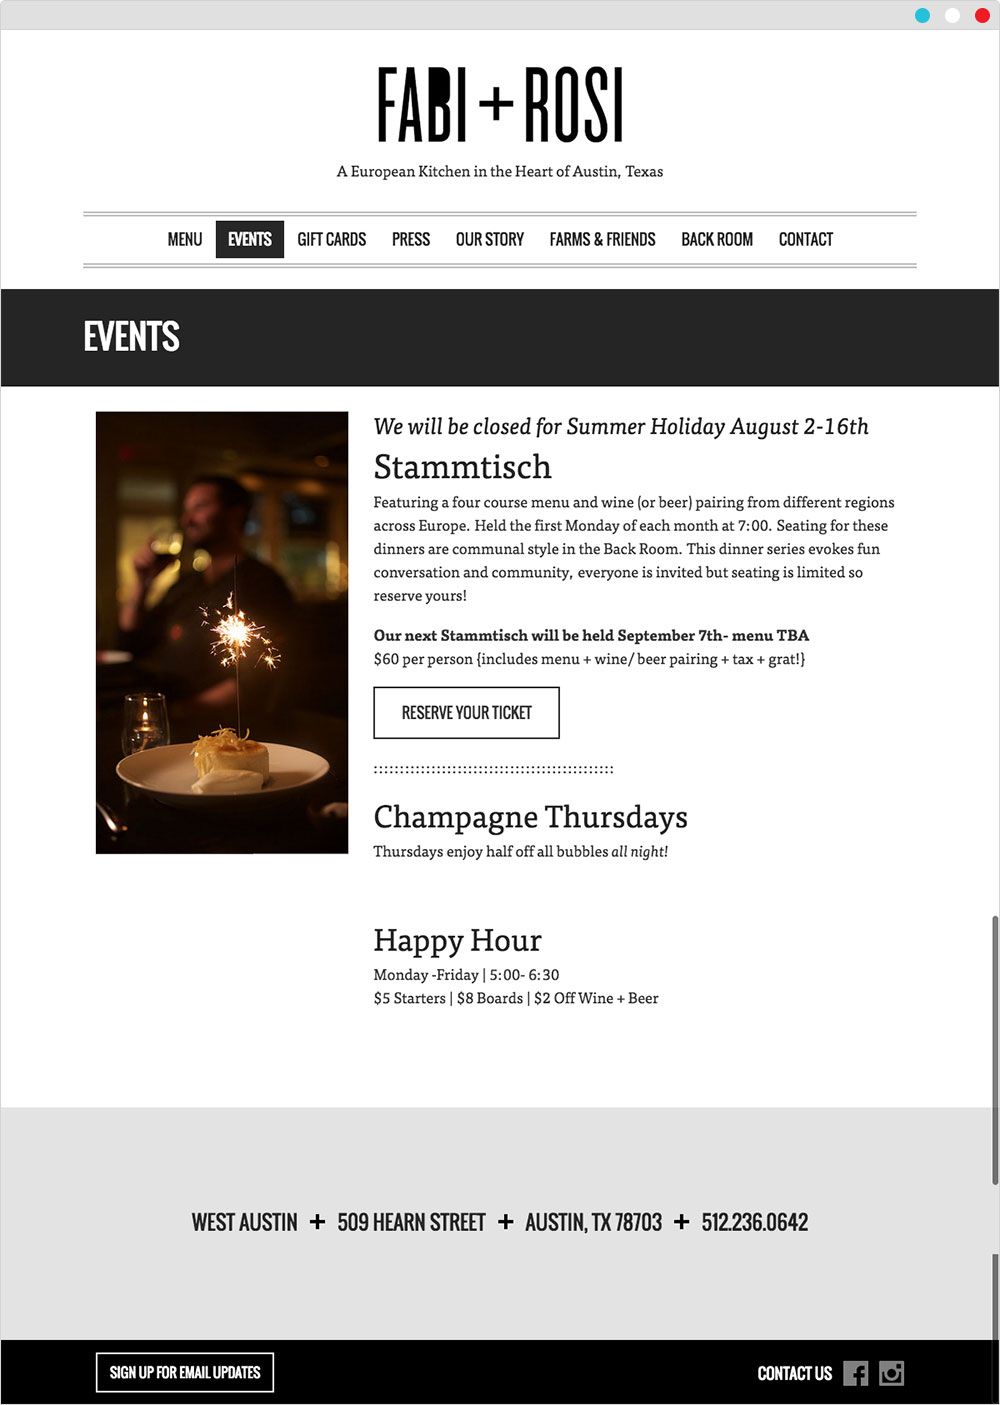 FABI + ROSI
A European Kitchen in the Heart of Austin, Texas
MENU EVENTS GIFT CARDS PRESS OUR STORY FARMS & FRIENDS BACK ROOM CONTACT
EVENTS
We will be closed for Summer Holiday August 2-16th
Stammtisch
Featuring a four course menu and wine (or beer) pairing from different regions
across Europe. Held the first Monday of each month at 7:00. Seating for these
dinners are communal style in the Back Room. This dinner series evokes fun
conversation and community, everyone is invited but seating is limited so
reserve yours!
Our next Stammtisch will be held September 7th- menu TBA
$60 per person {includes menu + wine/ beer pairing + tax + grat!}
RESERVE YOUR TICKET
::::::::::::::::::::::::::::::::::::::::::::::
Champagne Thursdays
Thursdays enjoy half off all bubbles all night!
Happy Hour
Monday -Friday | 5:00- 6:30
$5 Starters | $8 Boards | $2 Off Wine + Beer
WEST AUSTIN + 509 HEARN STREET + AUSTIN, TX 78703 + 512.236.0642
SIGN UP FOR EMAIL UPDATES CONTACT US